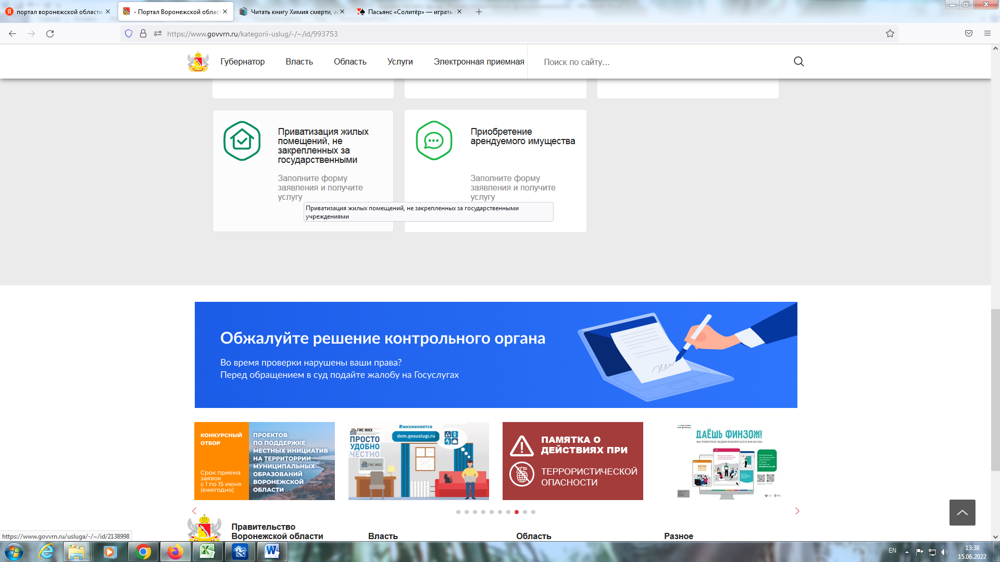 портал воронежской области
- Портал Воронежской облас
Читать книгу Химия смерти, а
Пасьянс «Солитёр» — играть
https://www.govvrn.ru/kategorii-uslug/-/~/id/993753
Губернатор
Власть
Область
Услуги
Электронная приемная
Поиск по сайту...
Приватизация жилых
помещений, не
закрепленных за
государственными
Заполните форму
заявления и получите
услугу
Приобретение
арендуемого имущества
Заполните форму
заявления и получите
услугу
Приватизация жилых помещений, не закрепленных за государственными
учреждениями
Обжалуйте решение контрольного органа
Во время проверки нарушены ваши права?
Перед обращением в суд подайте жалобу на Госуслугах
КОНКУРСНЫЙ
ОТБОР
Срок приема
заявок
с 1 по 15 июня
(ежегодно)
ПРОЕКТОВ
ПО ПОДДЕРЖКЕ
МЕСТНЫХ ИНИЦИАТИВ
НА ТЕРРИТОРРИИ
МУНИЦИПАЛЬНЫХ
ОБРАЗОВАНИЙ
ВОРОНЕЖСКОЙ
ОБЛАСТИ
ГИС ЖКХ
ПРОСТО
УДОБНО
ЧЕСТНО
#жкхменяется
dom.gosuslugi.ru
ГИС ЖКХ
ПАМЯТКА О
ДЕЙСТВИЯХ ПРИ
ТЕРРОРИСТИЧЕСКОЙ
ОПАСНОСТИ
ДАЁШЬ ФИНЗОЖ!
МЫ ПОМОГАЕМ ЛЮДЯМ РАЗБИРАТЬСЯ В ФИНАНСАХ
Правительство
Воронежской области
Власть
Область
Разное
https://www.govvrn.ru/usluga/-/~/id/2138998
EN
13:38
15.06.2022